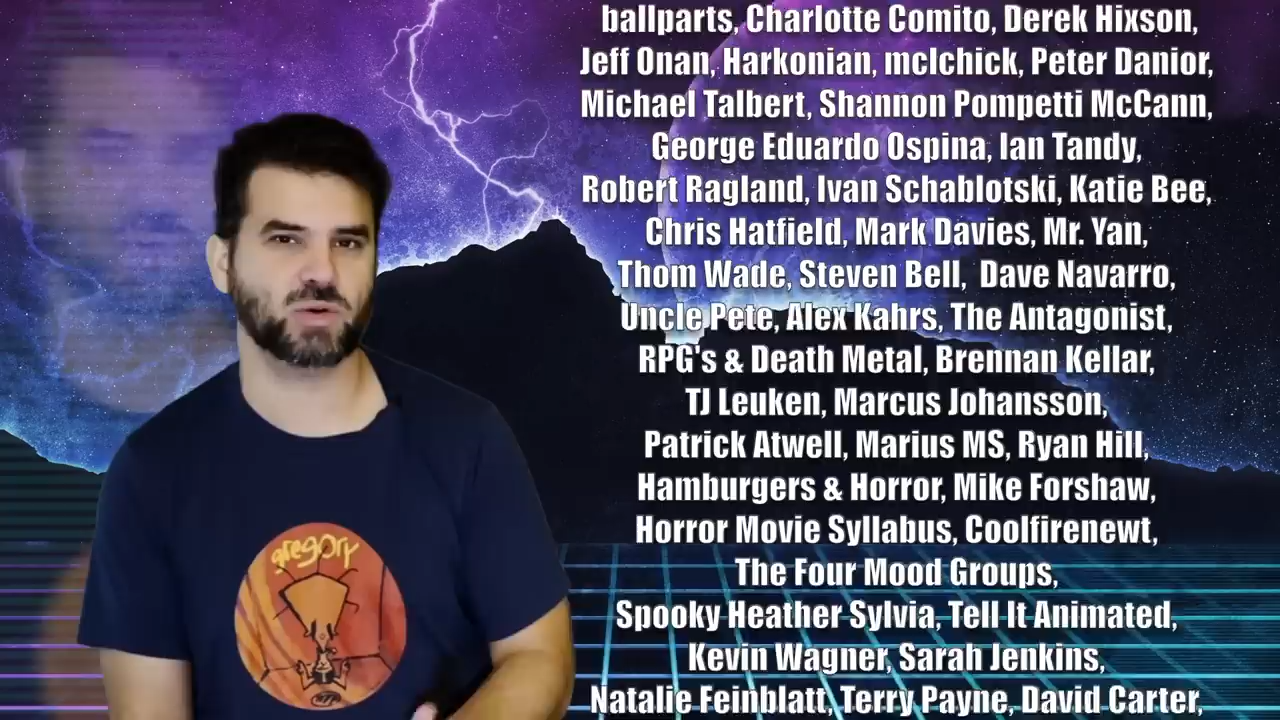 ballparts, Charlotte Comito, Derek Hixson,
Jeff Onan, Harkonian, mclchick, Peter Danior,
Michael Talbert, Shannon Pompetti McCann,
George Eduardo Ospina, Ian Tandy,
Robert Ragland, Ivan Schablotski, Katie Bee,
Chris Hatfield, Mark Davies, Mr. Yan,
Thom Wade, Steven Bell, Dave Navarro,
Uncle Pete, Alex Kahrs, The Antagonist,
RPG's & Death Metal, Brennan Kellar,
TJ Leuken, Marcus Johansson,
Patrick Atwell, Marius MS, Ryan Hill,
Hamburgers & Horror, Mike Forshaw,
Horror Movie Syllabus, Coolfirenewt,
The Four Mood Groups,
Spooky Heather Sylvia, Tell It Animated,
Kevin Wagner, Sarah Jenkins,
Natalie Feinblatt, Terry Payne, David Carter,
gregory